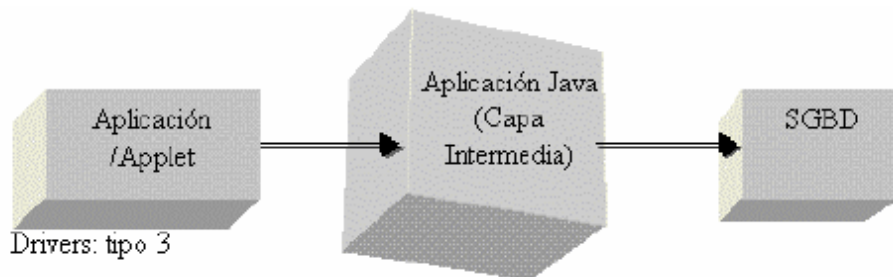 Aplicación
/Applet
Aplicación Java
(Capa
Intermedia)
SGBD
Drivers: tipo 3